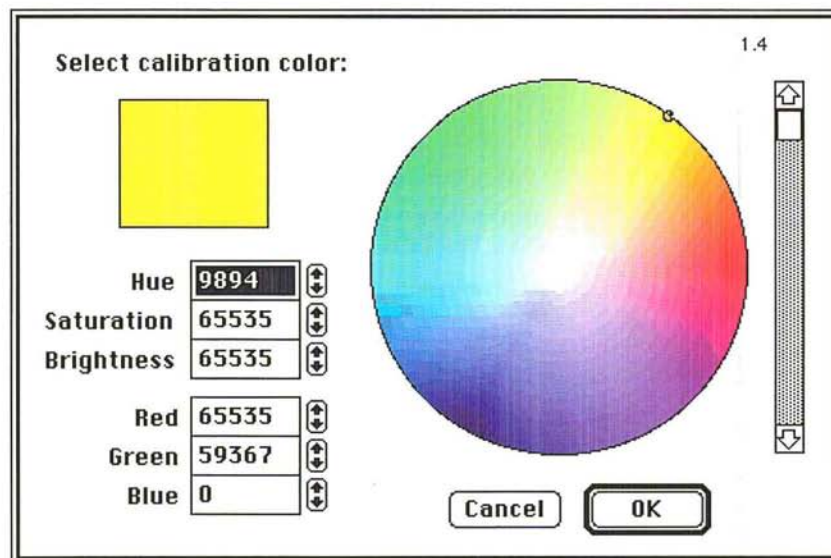 1.4
Select calibration color:
Hue 9894
Saturation 65535
Brightness 65535
Red 65535
Green 59367
Blue 0
Cancel OK